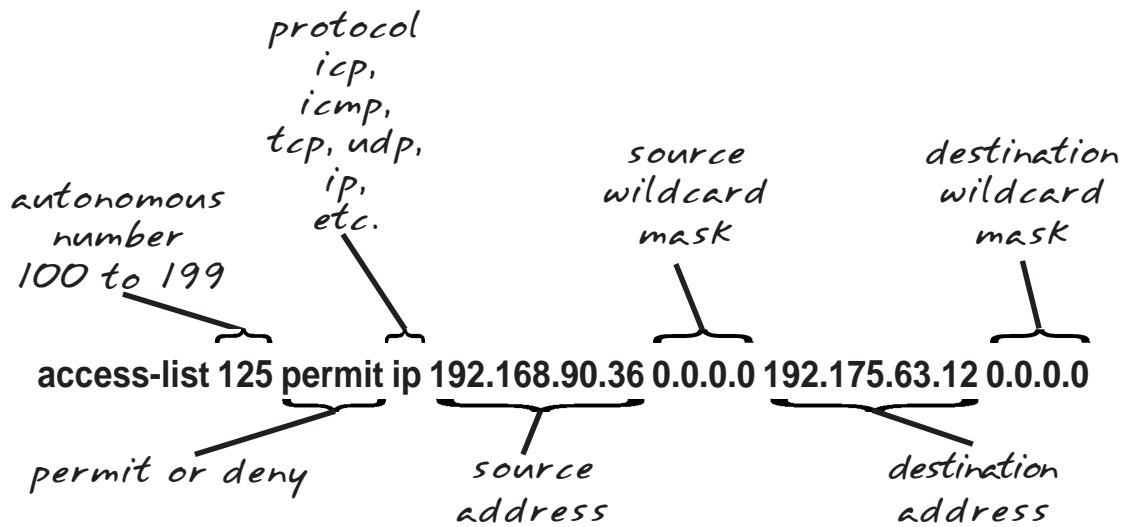 protocol
icp,
icmp,
tcp, udp,
ip,
etc.
autonomous
number
100 to 199
source
wildcard
mask
destination
wildcard
mask
access-list 125 permit ip 192.168.90.36 0.0.0.0 192.175.63.12 0.0.0.0
permit or deny
source
address
destination
address